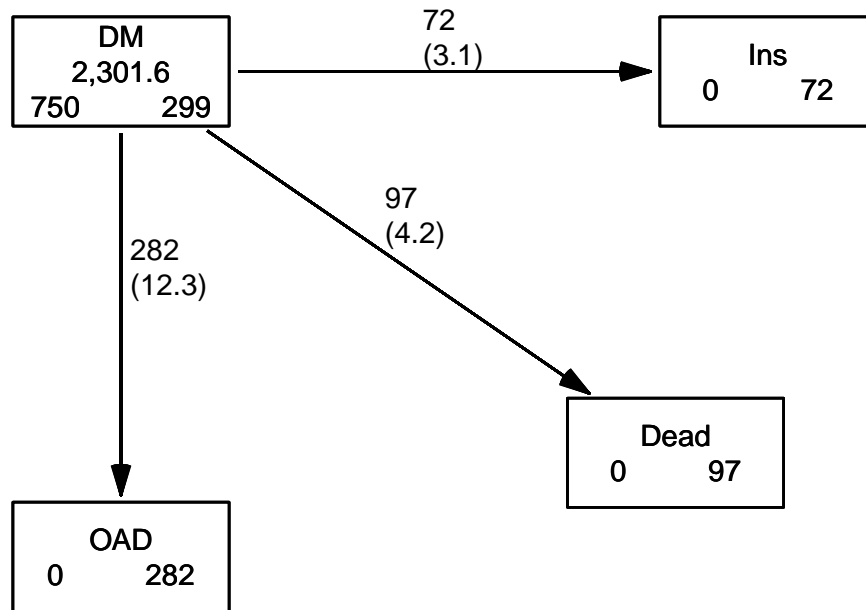 DM
2,301.6
750 299
72
(3.1)
Ins
0 72
97
(4.2)
282
(12.3)
Dead
0 97
OAD
0 282